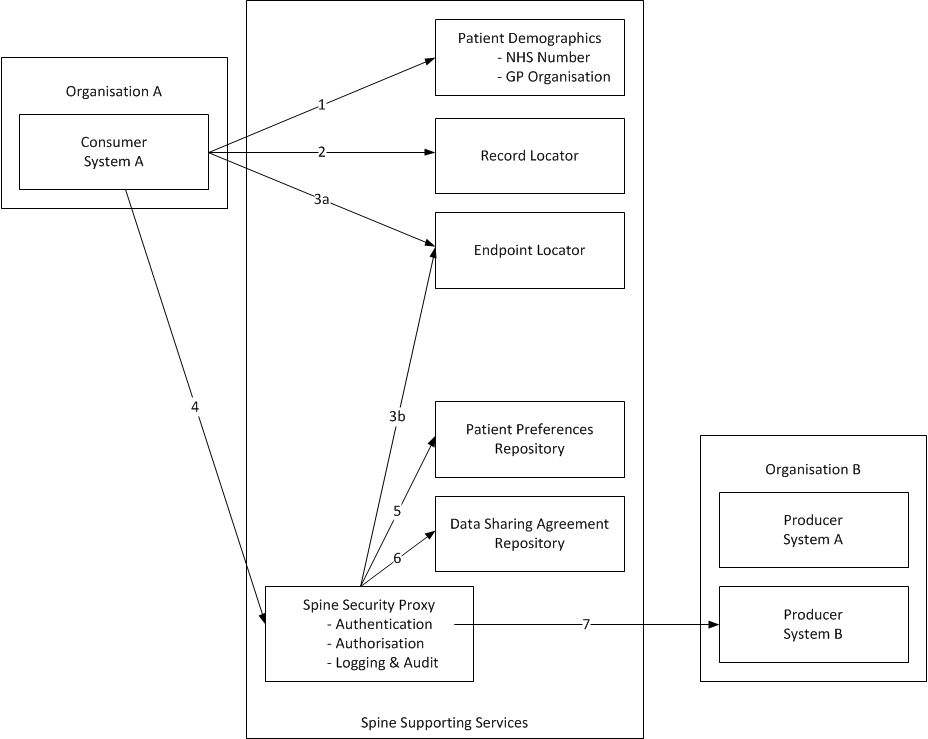 Patient Demographics
- NHS Number
- GP Organisation
Organisation A
Consumer
System A
1
2
Record Locator
3a
Endpoint Locator
4
3b
Patient Preferences
Repository
5
Data Sharing Agreement
Repository
6
Organisation B
Producer
System A
Spine Security Proxy
- Authentication
- Authorisation
- Logging & Audit
7
Producer
System B
Spine Supporting Services